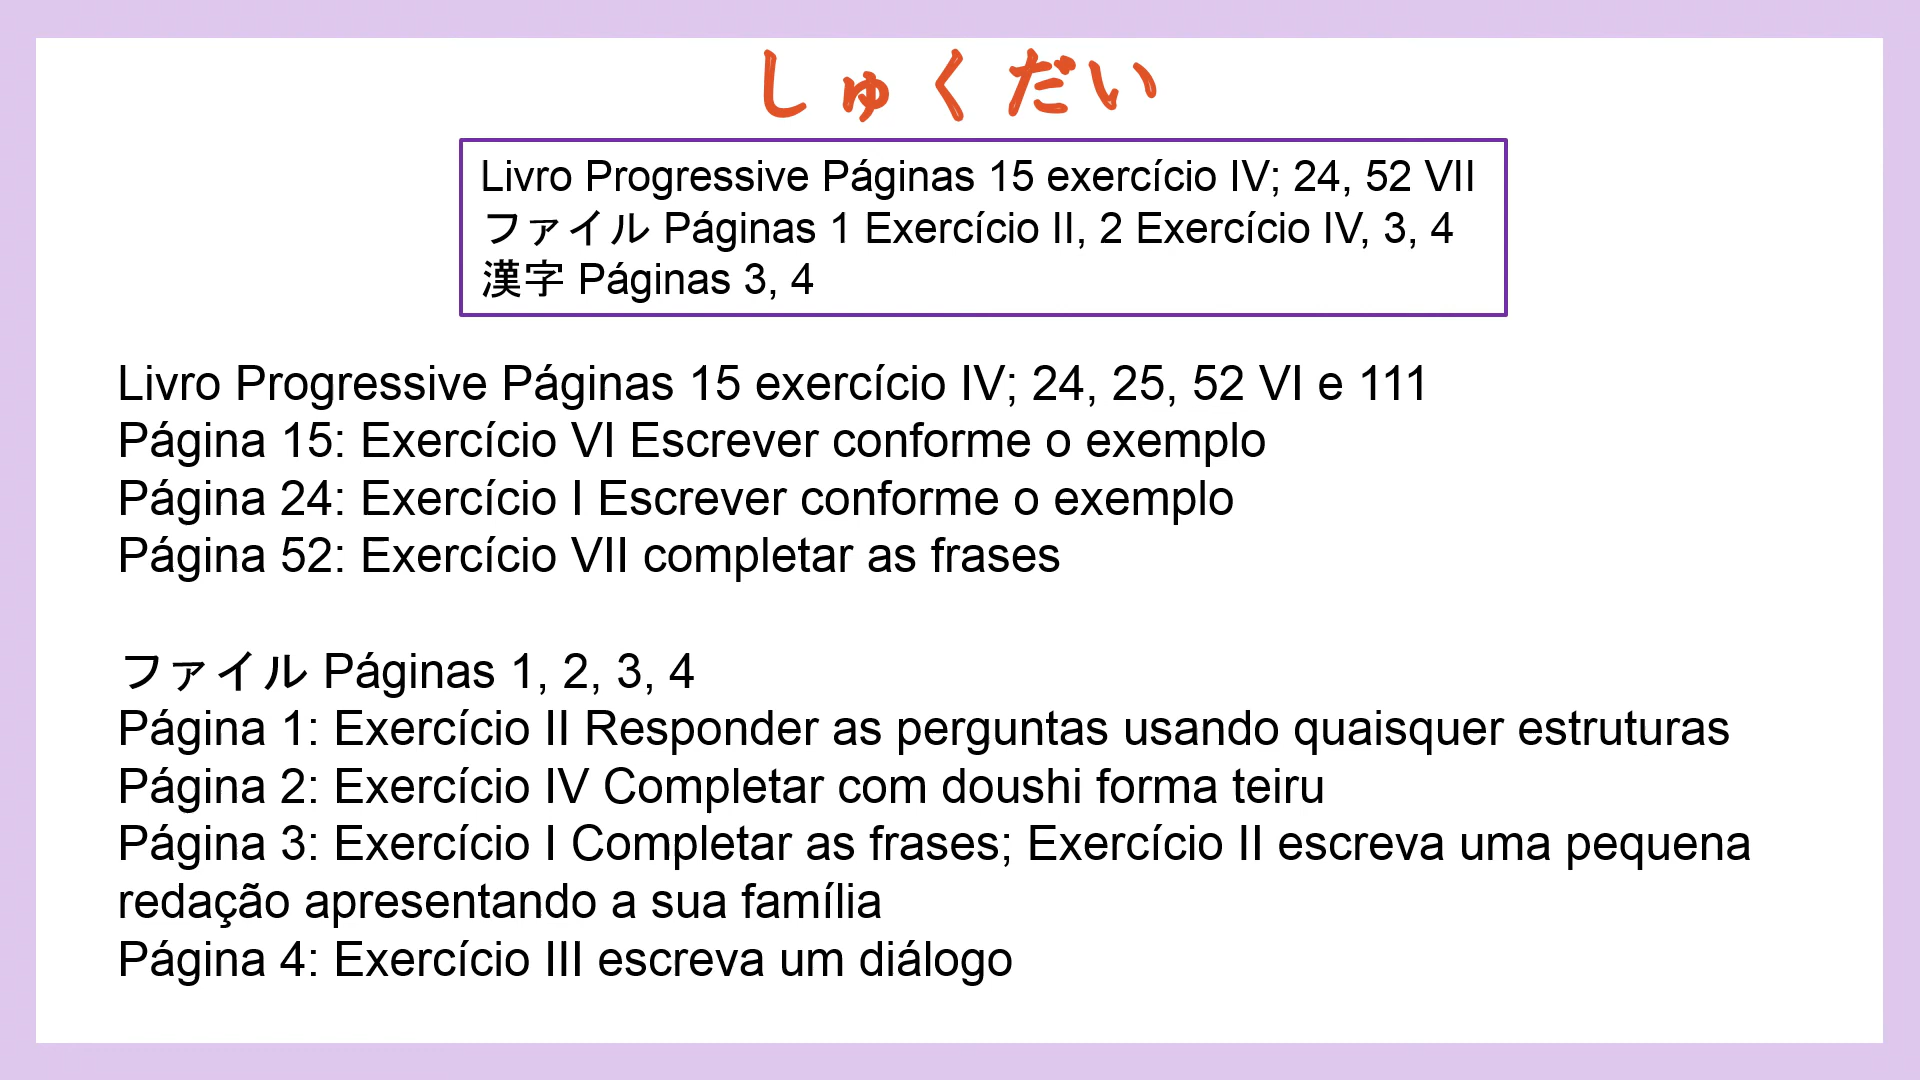 しゅくだい
Livro Progressive Páginas 15 exercício IV; 24, 52 VII
ファイル Páginas 1 Exercício II, 2 Exercício IV, 3, 4
漢字 Páginas 3, 4
Livro Progressive Páginas 15 exercício IV; 24, 25, 52 VI e 111
Página 15: Exercício VI Escrever conforme o exemplo
Página 24: Exercício I Escrever conforme o exemplo
Página 52: Exercício VII completar as frases
ファイル Páginas 1, 2, 3, 4
Página 1: Exercício II Responder as perguntas usando quaisquer estruturas
Página 2: Exercício IV Completar com doushi forma teiru
Página 3: Exercício I Completar as frases; Exercício II escreva uma pequena
redação apresentando a sua família
Página 4: Exercício III escreva um diálogo